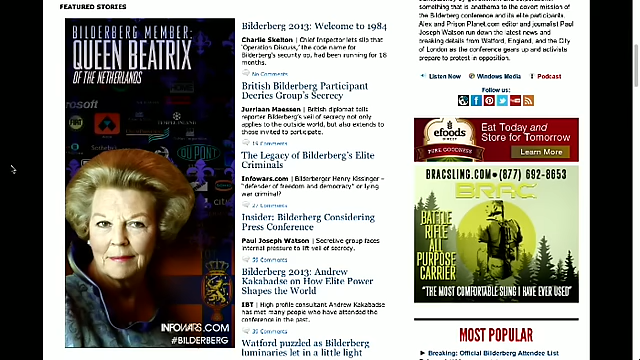 FEATURED STORIES
BILDERBERG MEMBER:
QUEEN BEATRIX
OF THE NETHERLANDS
DU PONT
INFOWARS.COM
#BILDERBERG
Bilderberg 2013: Welcome to 1984
Charlie Skelton | Chief Inspector lets slip that
'Operation Discuss,' the code name for
Bilderberg's security op, had been running for 18
months.
No Comments
British Bilderberg Participant
Decries Group's Secrecy
Jurriaan Maessen | British diplomat tells
reporter Bilderberg's veil of secrecy not only
applies to the outside world, but also extends to
those invited to participate.
Comments
The Legacy of Bilderberg's Elite
Criminals
Infowars.com | Bilderberger Henry Kissinger –
"defender of freedom and democracy" or lying
war criminal?
27 Comments
Insider: Bilderberg Considering
Press Conference
Paul Joseph Watson | Secretive group faces
internal pressure to lift veil of secrecy.
Comments
Bilderberg 2013: Andrew
Kakabadse on How Elite Power
Shapes the World
IBT | High profile consultant Andrew Kakabadse
has met many people who have attended the
conference in the past.
Comments
Watford puzzled as Bilderberg
luminaries let in a little light
something that is anathema to the covert mission of
the Bilderberg conference and its elite participants.
Alex and Prison Planet.com editor and journalist Paul
Joseph Watson run down the latest news and
breaking details from Watford, England, and the City
of London as the conference gears up and activists
prepare to protest in opposition.
Listen Now Windows Media Podcast
Follow us:
efoods
DIRECT
PURE GOODNESS
Eat Today and
Store for Tomorrow
Learn More
BRACSLING.COM•(877) 692-8653
BRAC
BATTLE
RIFLE
ALL
PURPOSE
CARRIER
"THE MOST COMFORTABLE SLING I HAVE EVER USED"
MOST POPULAR
Breaking: Official Bilderberg Attendee List